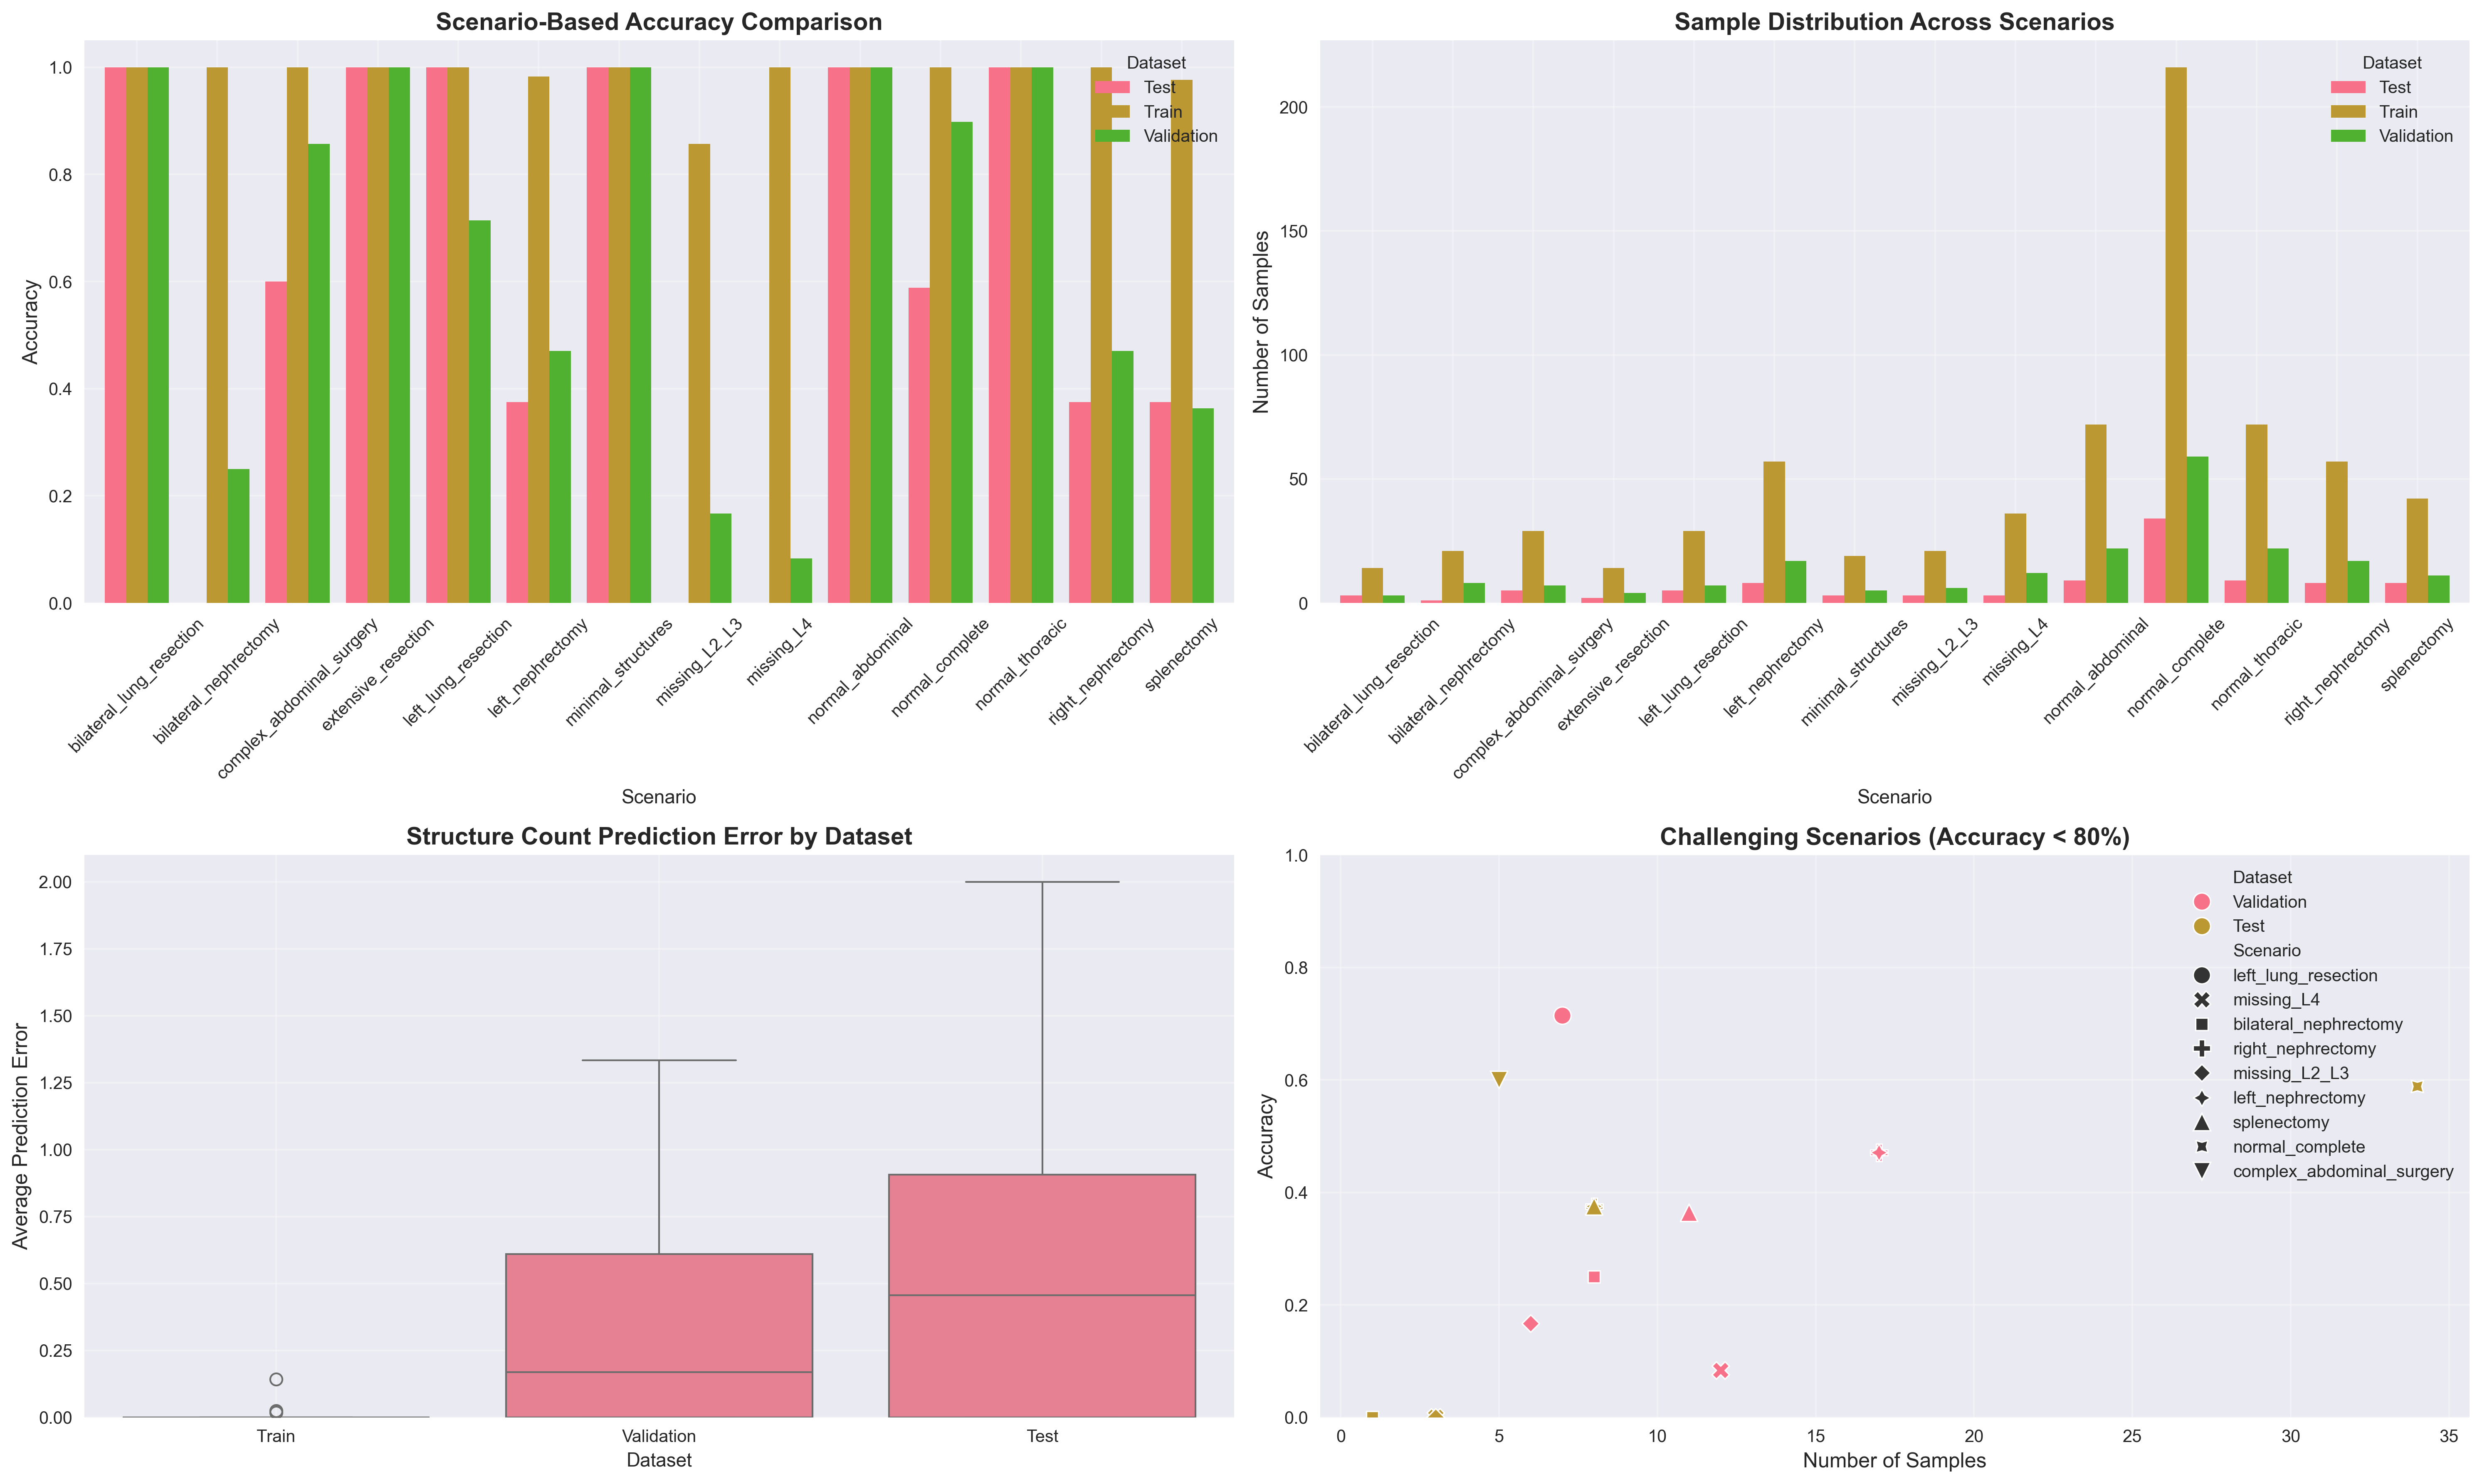 Scenario-Based Accuracy Comparison
Accuracy
1.0
0.8
0.6
0.4
0.2
0.0
Dataset
Test
Train
Validation
bilateral_lung_resection
bilateral_nephrectomy
complex_abdominal_surgery
extensive_resection
left_lung_resection
left_nephrectomy
minimal_structures
missing_L2_L3
missing_L4
normal_abdominal
normal_complete
normal_thoracic
right_nephrectomy
splenectomy
Scenario
Sample Distribution Across Scenarios
Number of Samples
200
150
100
50
0
Dataset
Test
Train
Validation
bilateral_lung_resection
bilateral_nephrectomy
complex_abdominal_surgery
extensive_resection
left_lung_resection
left_nephrectomy
minimal_structures
missing_L2_L3
missing_L4
normal_abdominal
normal_complete
normal_thoracic
right_nephrectomy
splenectomy
Scenario
Structure Count Prediction Error by Dataset
Average Prediction Error
2.00
1.75
1.50
1.25
1.00
0.75
0.50
0.25
0.00
Train
Validation
Test
Dataset
Challenging Scenarios (Accuracy < 80%)
Accuracy
1.0
0.8
0.6
0.4
0.2
0.0
Dataset
Validation
Test
Scenario
left_lung_resection
missing_L4
bilateral_nephrectomy
right_nephrectomy
missing_L2_L3
left_nephrectomy
splenectomy
normal_complete
complex_abdominal_surgery
0
5
10
15
20
25
30
35
Number of Samples